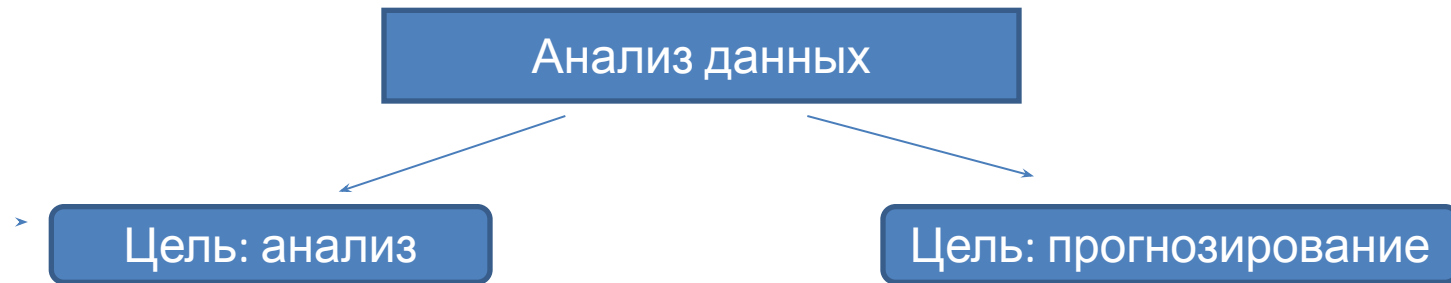 Анализ данных
Цель: анализ
Цель: прогнозирование